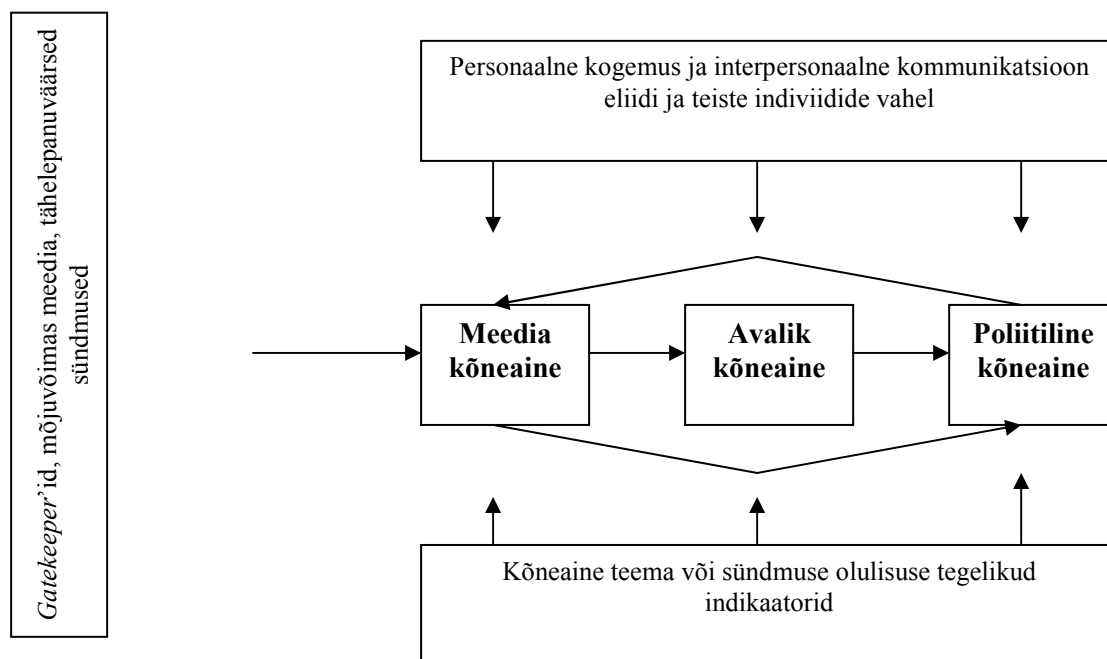 Gatekeeper’id, mõjuvõimas meedia, tähelepanuväärsed
sündmused
Personaalne kogemus ja interpersonaalne kommunikatsioon
eliidi ja teiste indiviidide vahel
Meedia
kõneaine
Avalik
kõneaine
Poliitiline
kõneaine
Kõneaine teema või sündmuse olulisuse tegelikud
indikaatorid